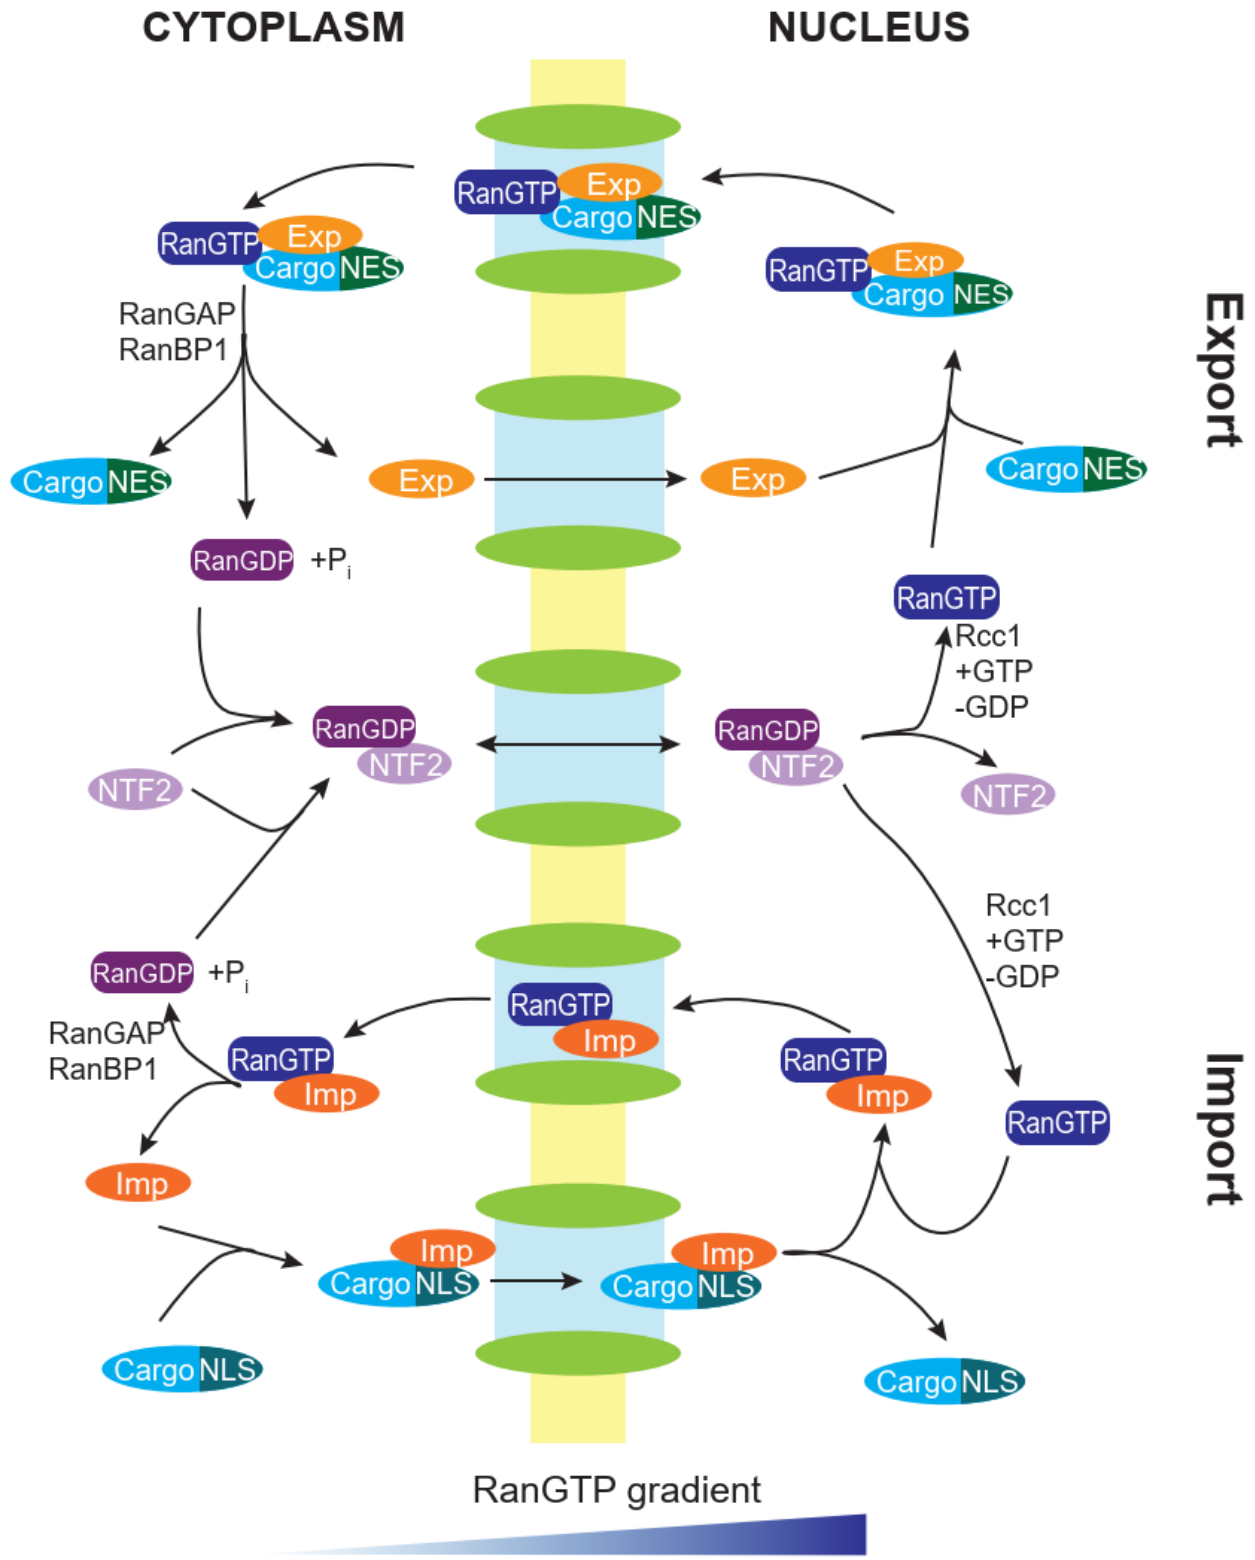 CYTOPLASM
NUCLEUS
RanGTP
Exp
Cargo NES
RanGTP
Exp
Cargo NES
RanGTP
Exp
Cargo NES
RanGAP
RanBP1
Export
Cargo NES
Exp
Exp
Cargo NES
RanGDP +Pi
RanGTP
Rcc1
+GTP
-GDP
RanGDP
NTF2
RanGDP
NTF2
NTF2
NTF2
Rcc1
+GTP
-GDP
RanGDP +Pi
RanGAP
RanBP1
RanGTP
Imp
RanGTP
Imp
RanGTP
Imp
RanGTP
Import
Imp
Imp
Cargo NLS
Imp
Cargo NLS
Cargo NLS
Cargo NLS
RanGTP gradient